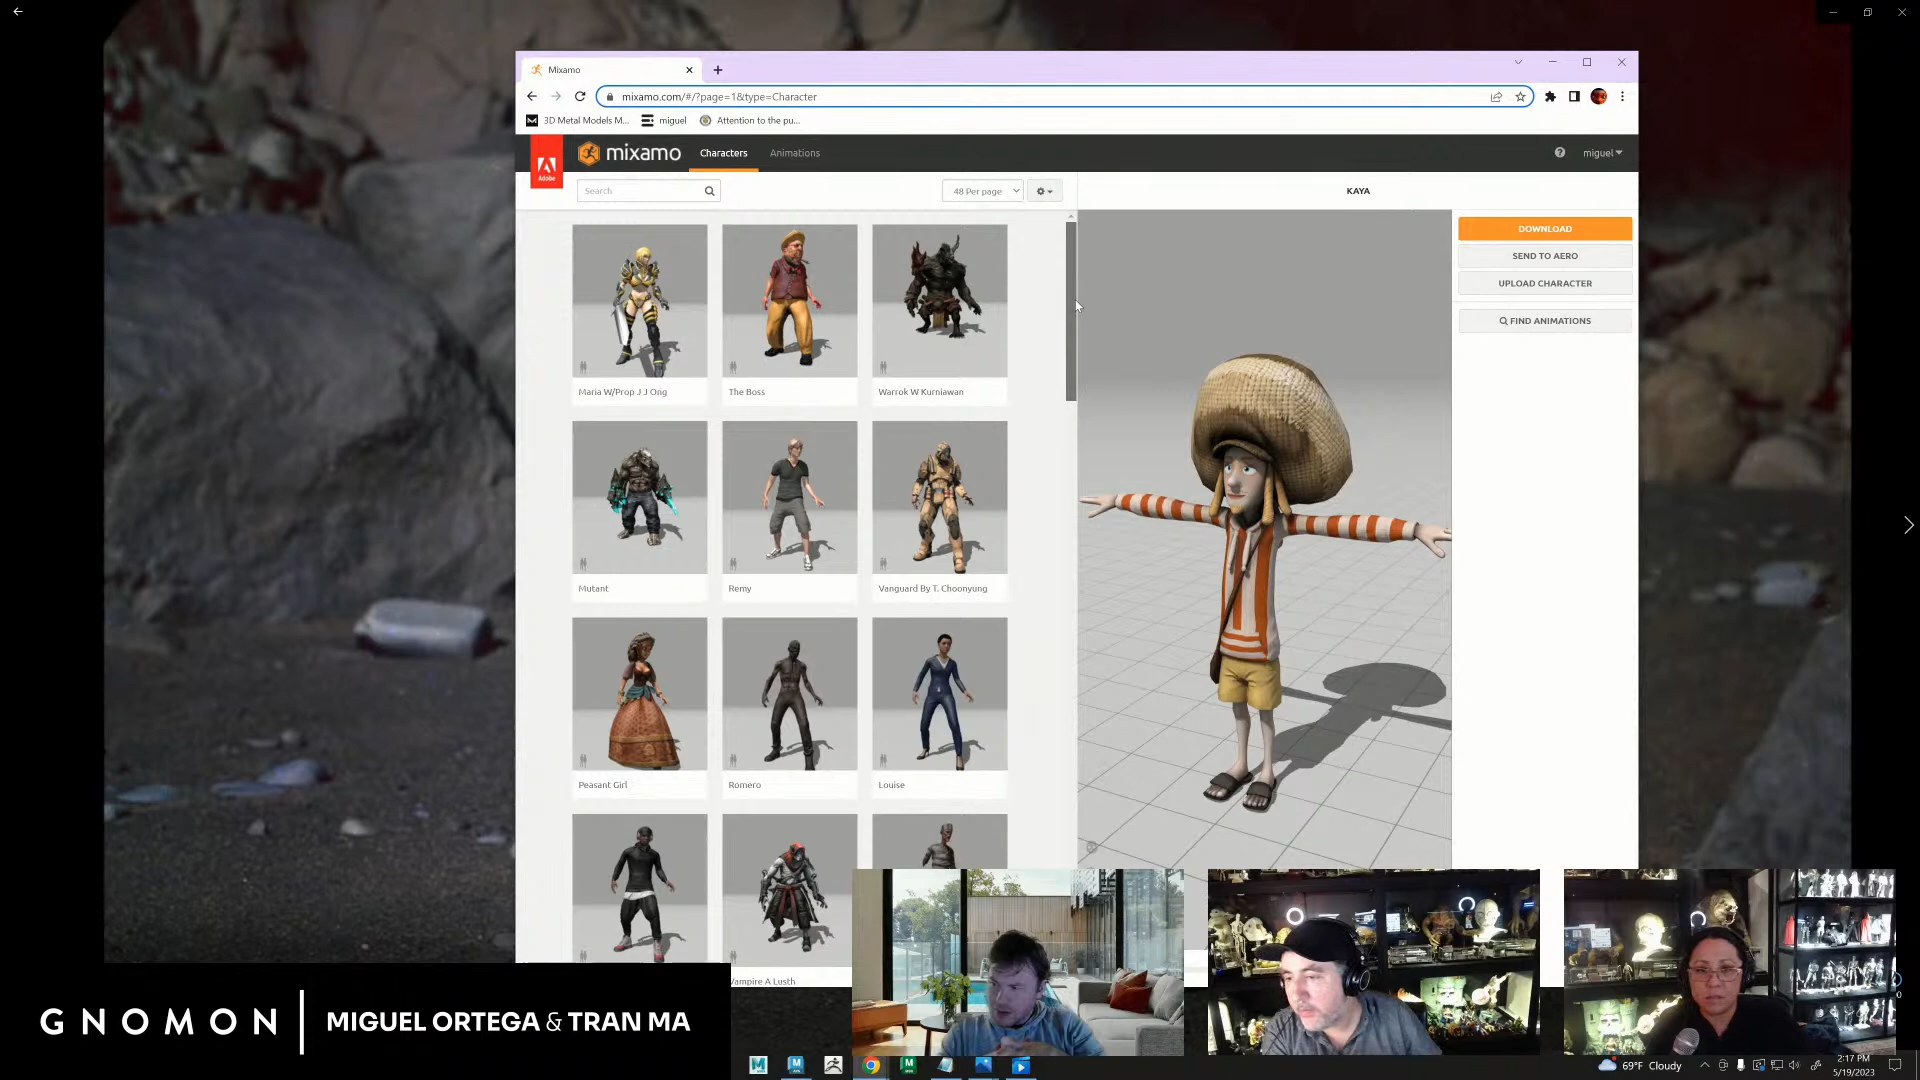 Mixamo
mixamo.com/#/?page=1&type=Character
3D Metal Models M...
miguel
Attention to the pu...
Adobe
mixamo
Characters
Animations
miguel
Search
48 Per page
KAYA
DOWNLOAD
SEND TO AERO
UPLOAD CHARACTER
FIND ANIMATIONS
Maria W/Prop J J Ong
The Boss
Warrok W Kurniawan
Mutant
Remy
Vanguard By T. Choonyung
Peasant Girl
Romero
Louise
Vampire A Lusth
GNOMON
MIGUEL ORTEGA & TRAN MA
69°F Cloudy
2:17 PM
5/19/2023